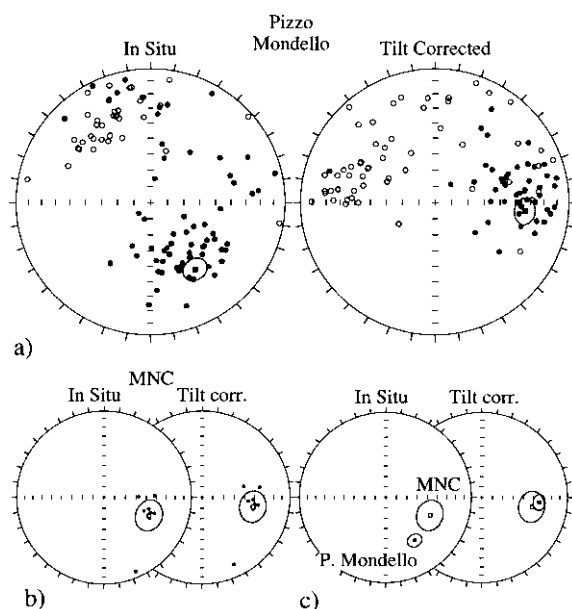 Pizzo
Mondello
In Situ
Tilt Corrected
a)
MNC
In Situ
Tilt corr.
In Situ
Tilt corr.
MNC
P. Mondello
b)
c)